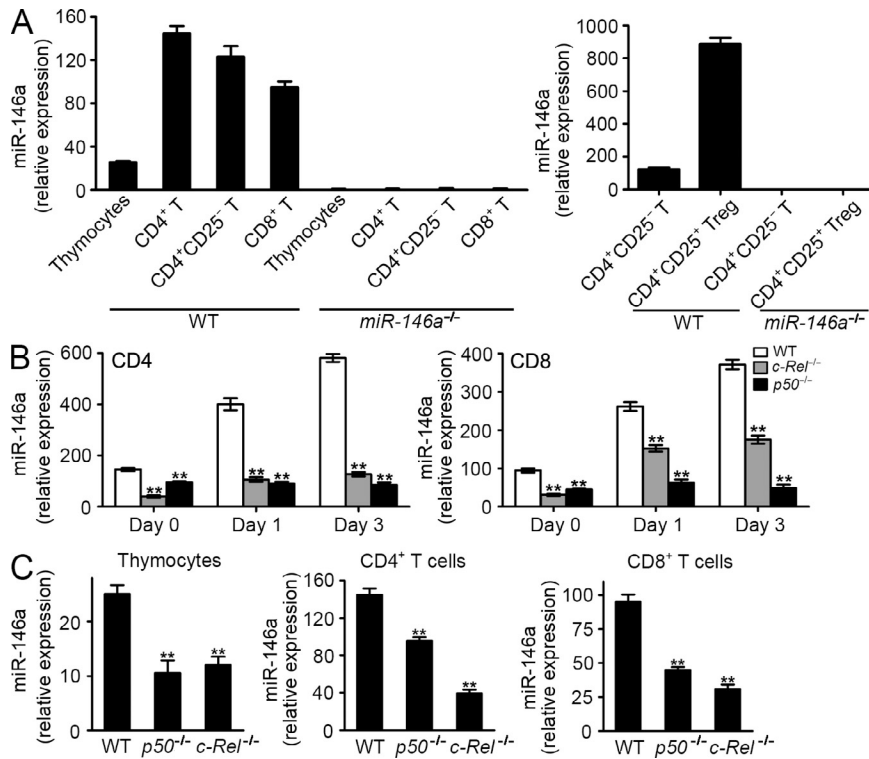 A
miR-146a
(relative expression)
160
120
80
40
0
Thymocytes
CD4⁺ T
CD4⁺CD25⁻ T
CD8⁺ T
Thymocytes
CD4⁺ T
CD4⁺CD25⁻ T
CD8⁺ T
WT
miR-146a⁻/⁻
miR-146a
(relative expression)
1000
800
600
400
200
0
CD4⁺CD25⁻ T
CD4⁺CD25⁺ Treg
CD4⁺CD25⁻ T
CD4⁺CD25⁺ Treg
WT
miR-146a⁻/⁻
B
miR-146a
(relative expression)
600
400
200
0
CD4
** **
** **
** **
Day 0 Day 1 Day 3
miR-146a
(relative expression)
400
300
200
100
0
CD8
WT
c-Rel⁻/⁻
p50⁻/⁻
** **
** **
** **
Day 0 Day 1 Day 3
C
Thymocytes
miR-146a
(relative expression)
20
10
0
** **
WT p50⁻/⁻ c-Rel⁻/⁻
CD4⁺ T cells
miR-146a
(relative expression)
160
120
80
40
0
** **
WT p50⁻/⁻ c-Rel⁻/⁻
CD8⁺ T cells
miR-146a
(relative expression)
100
75
50
25
0
** **
WT p50⁻/⁻ c-Rel⁻/⁻